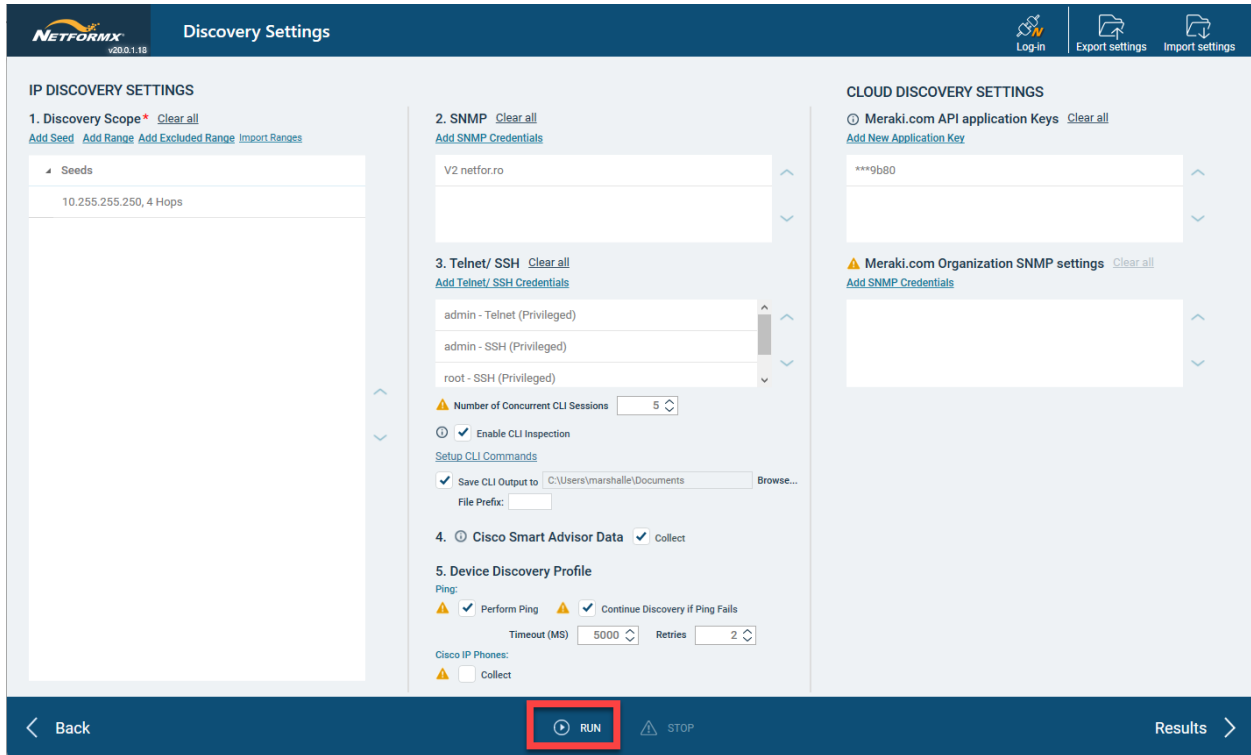 NETFORMX
v20.0.1.18
Discovery Settings
Log-in
Export settings
Import settings
IP DISCOVERY SETTINGS
1. Discovery Scope* Clear all
Add Seed Add Range Add Excluded Range Import Ranges
Seeds
10.255.255.250, 4 Hops
2. SNMP Clear all
Add SNMP Credentials
V2 netfor.ro
3. Telnet/ SSH Clear all
Add Telnet/ SSH Credentials
admin - Telnet (Privileged)
admin - SSH (Privileged)
root - SSH (Privileged)
Number of Concurrent CLI Sessions 5
Enable CLI Inspection
Setup CLI Commands
Save CLI Output to C:\Users\marshalle\Documents Browse...
File Prefix:
4. Cisco Smart Advisor Data Collect
5. Device Discovery Profile
Ping:
Perform Ping Continue Discovery if Ping Fails
Timeout (MS) 5000 Retries 2
Cisco IP Phones:
Collect
CLOUD DISCOVERY SETTINGS
Meraki.com API application Keys Clear all
Add New Application Key
***9b80
Meraki.com Organization SNMP settings Clear all
Add SNMP Credentials
Back
RUN
STOP
Results